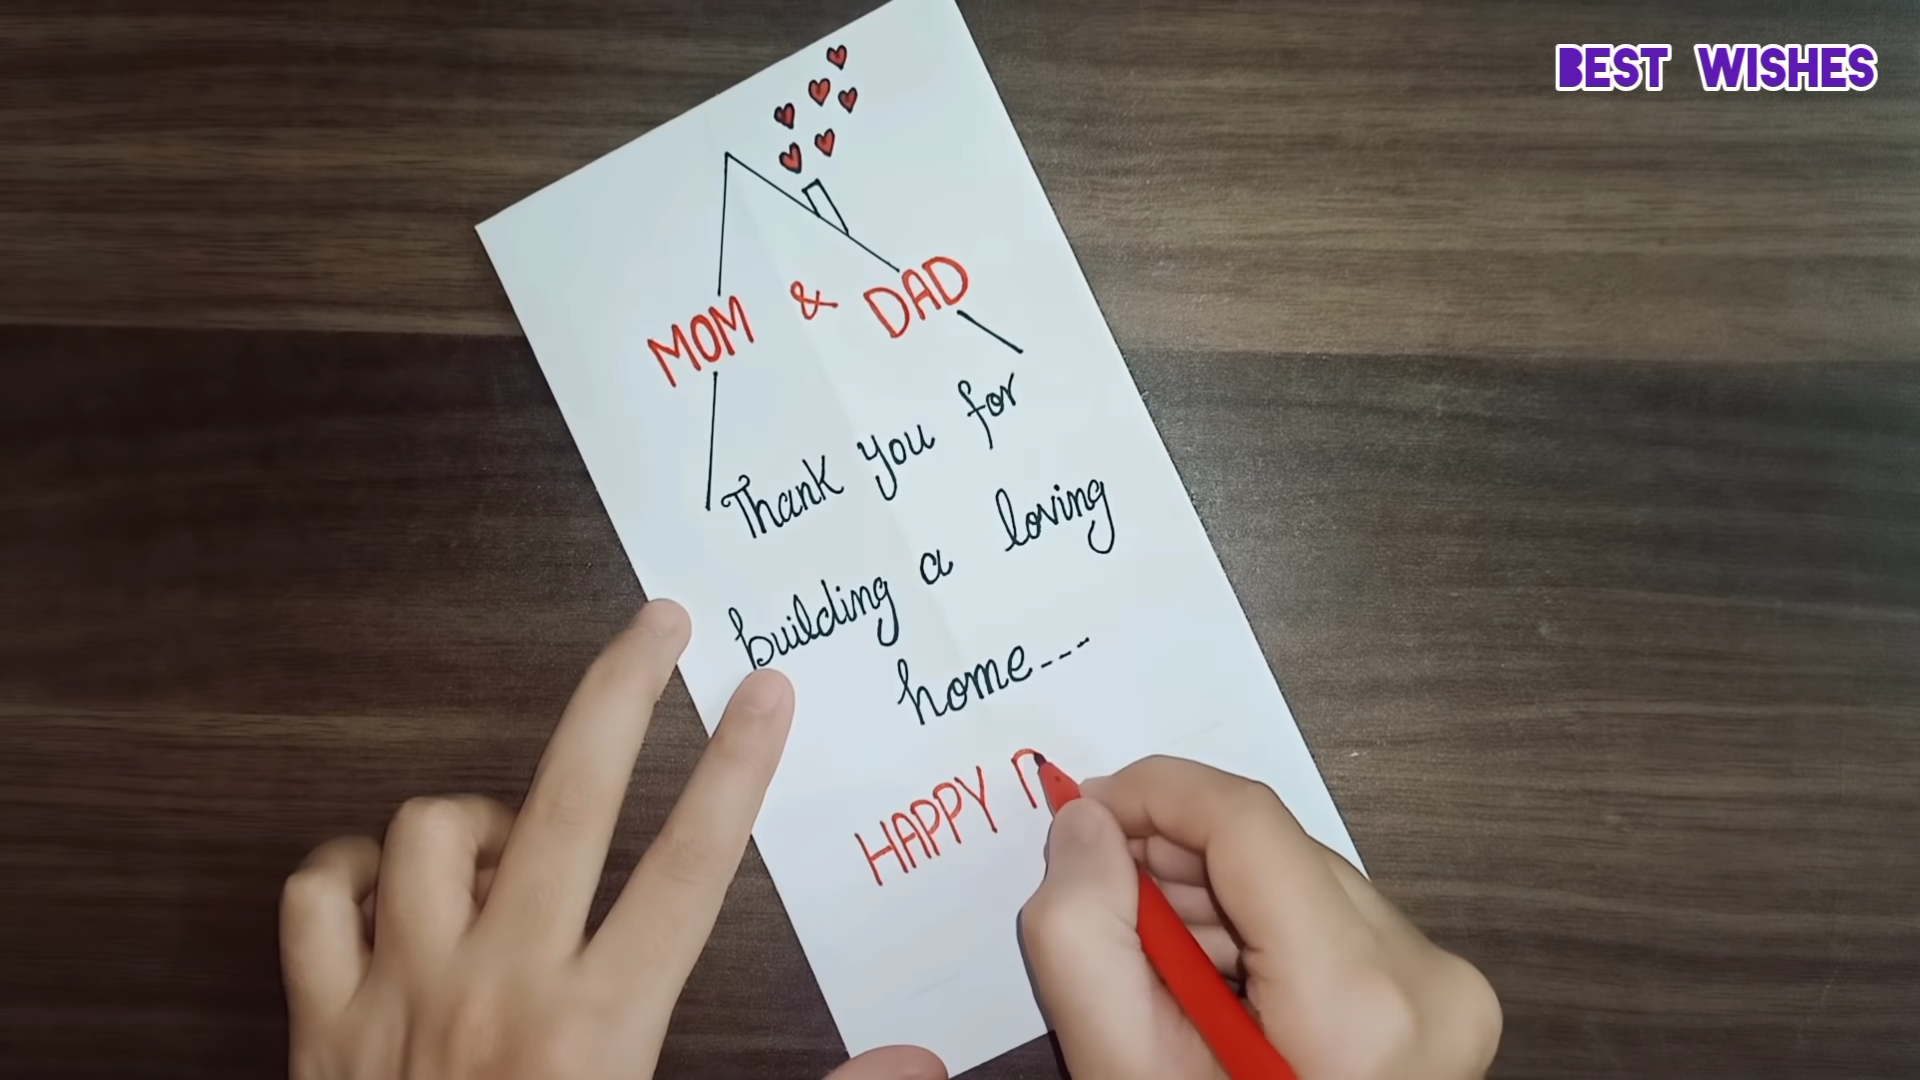 BEST WISHES
MOM & DAD
Thank you for
building a loving
home---
HAPPY